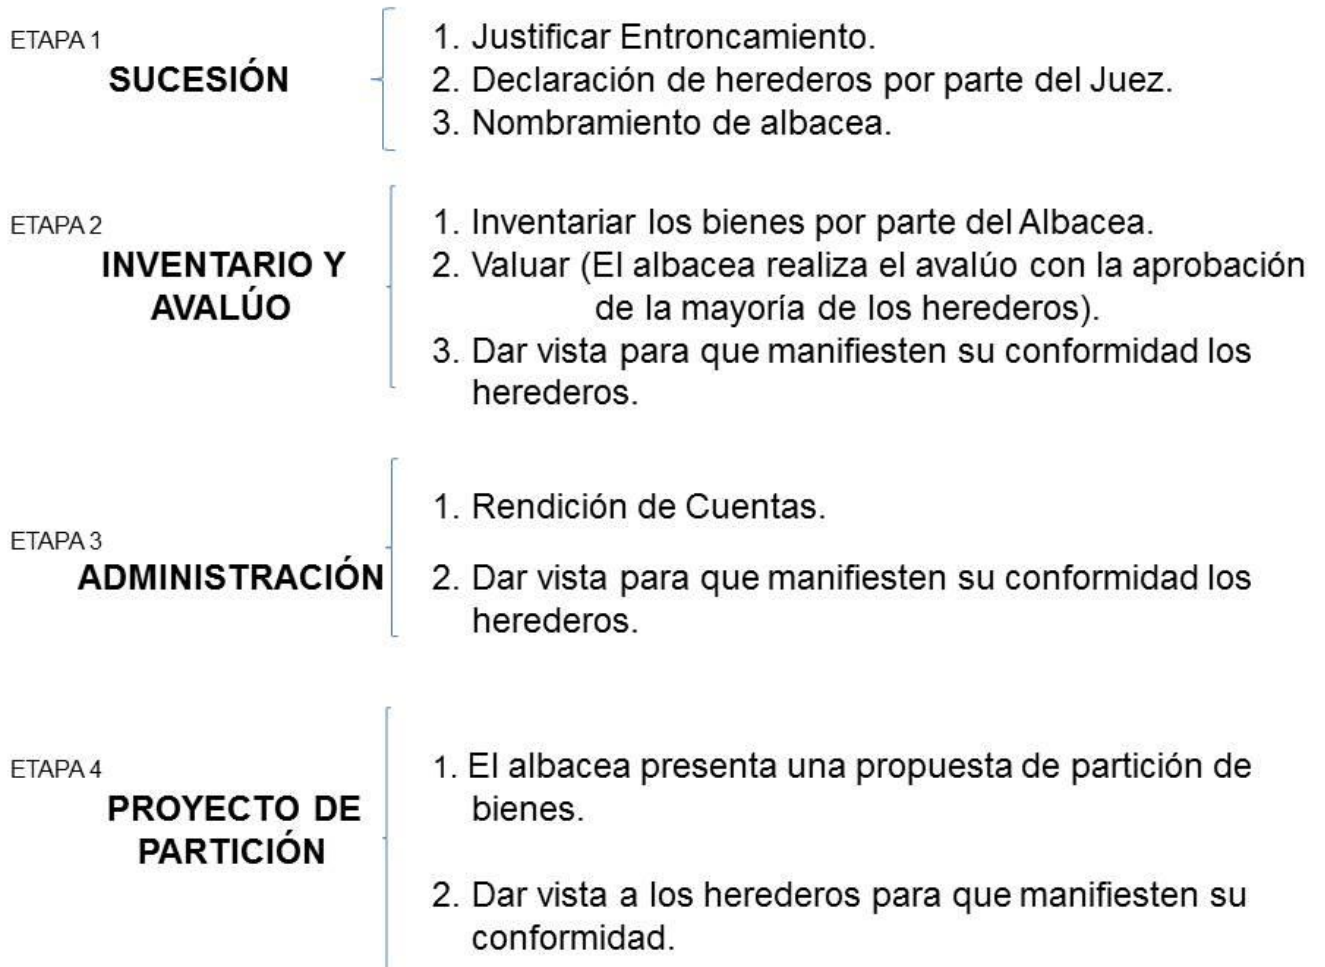 ETAPA 1
SUCESIÓN
1. Justificar Entroncamiento.
2. Declaración de herederos por parte del Juez.
3. Nombramiento de albacea.
ETAPA 2
INVENTARIO Y
AVALÚO
1. Inventariar los bienes por parte del Albacea.
2. Valuar (El albacea realiza el avalúo con la aprobación
de la mayoría de los herederos).
3. Dar vista para que manifiesten su conformidad los
herederos.
ETAPA 3
ADMINISTRACIÓN
1. Rendición de Cuentas.
2. Dar vista para que manifiesten su conformidad los
herederos.
ETAPA 4
PROYECTO DE
PARTICIÓN
1. El albacea presenta una propuesta de partición de
bienes.
2. Dar vista a los herederos para que manifiesten su
conformidad.